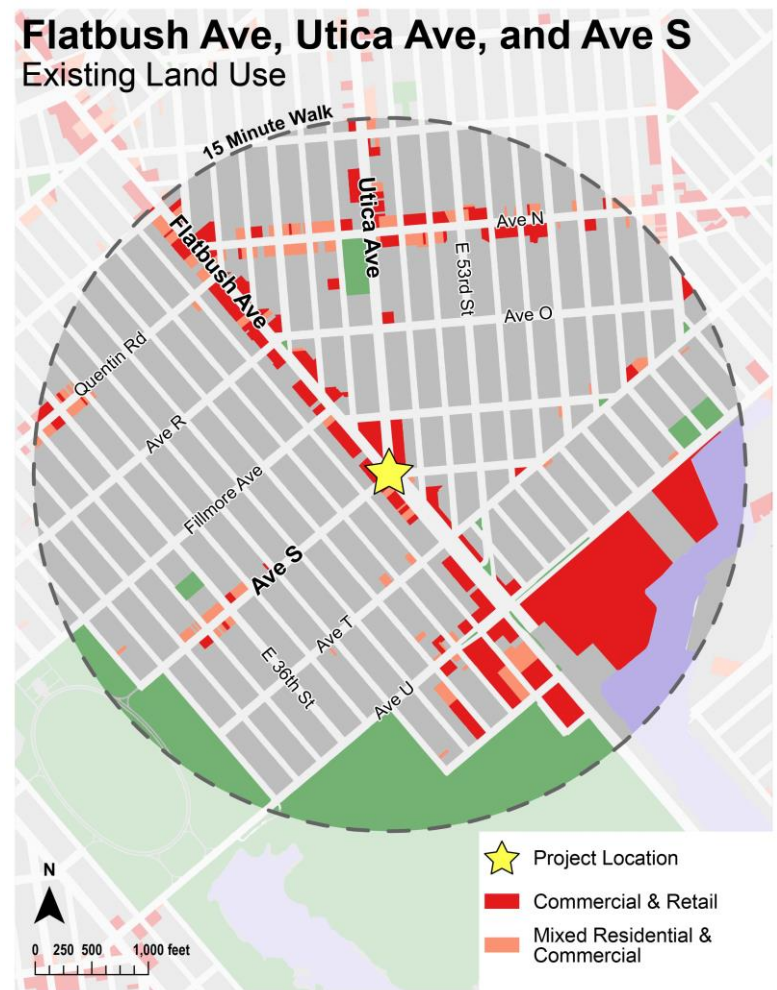 Flatbush Ave, Utica Ave, and Ave S
Existing Land Use
15 Minute Walk
Utica Ave
Flatbush Ave
Ave N
E 53rd St
Ave O
Quentin Rd
Ave R
Fillmore Ave
Ave S
Ave T
E 36th St
Ave U
N
0 250 500 1,000 feet
Project Location
Commercial & Retail
Mixed Residential &
Commercial